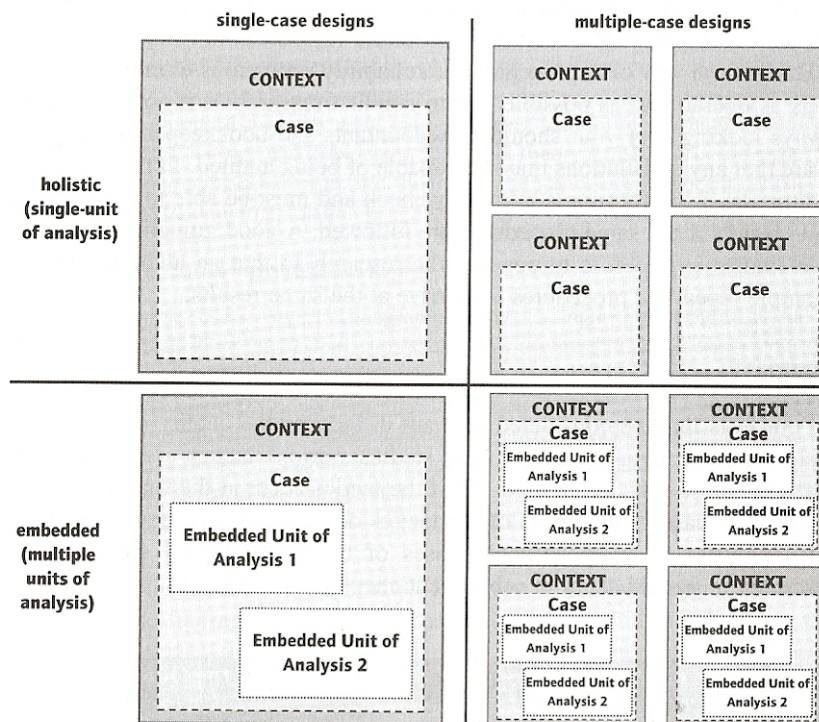 single-case designs
multiple-case designs
holistic
(single-unit
of analysis)
CONTEXT
Case
CONTEXT
Case
CONTEXT
Case
CONTEXT
Case
CONTEXT
Case
embedded
(multiple
units of
analysis)
CONTEXT
Case
Embedded Unit of
Analysis 1
Embedded Unit of
Analysis 2
CONTEXT
Case
Embedded Unit of
Analysis 1
Embedded Unit of
Analysis 2
CONTEXT
Case
Embedded Unit of
Analysis 1
Embedded Unit of
Analysis 2
CONTEXT
Case
Embedded Unit of
Analysis 1
Embedded Unit of
Analysis 2
CONTEXT
Case
Embedded Unit of
Analysis 1
Embedded Unit of
Analysis 2